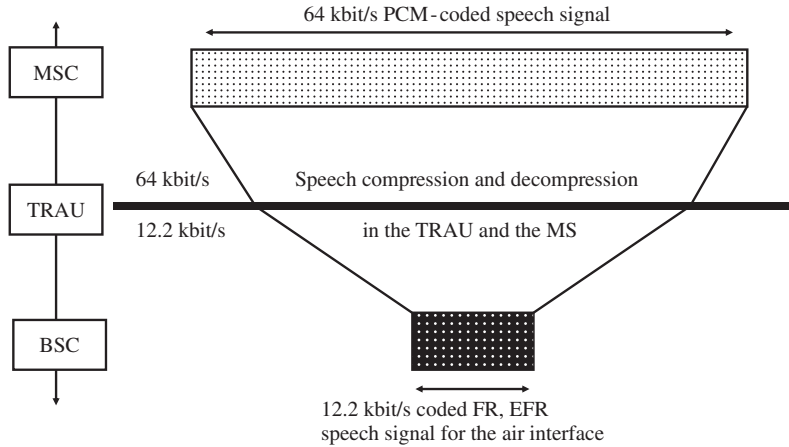 64 kbit/s PCM-coded speech signal
MSC
64 kbit/s
Speech compression and decompression
TRAU
12.2 kbit/s
in the TRAU and the MS
BSC
12.2 kbit/s coded FR, EFR
speech signal for the air interface